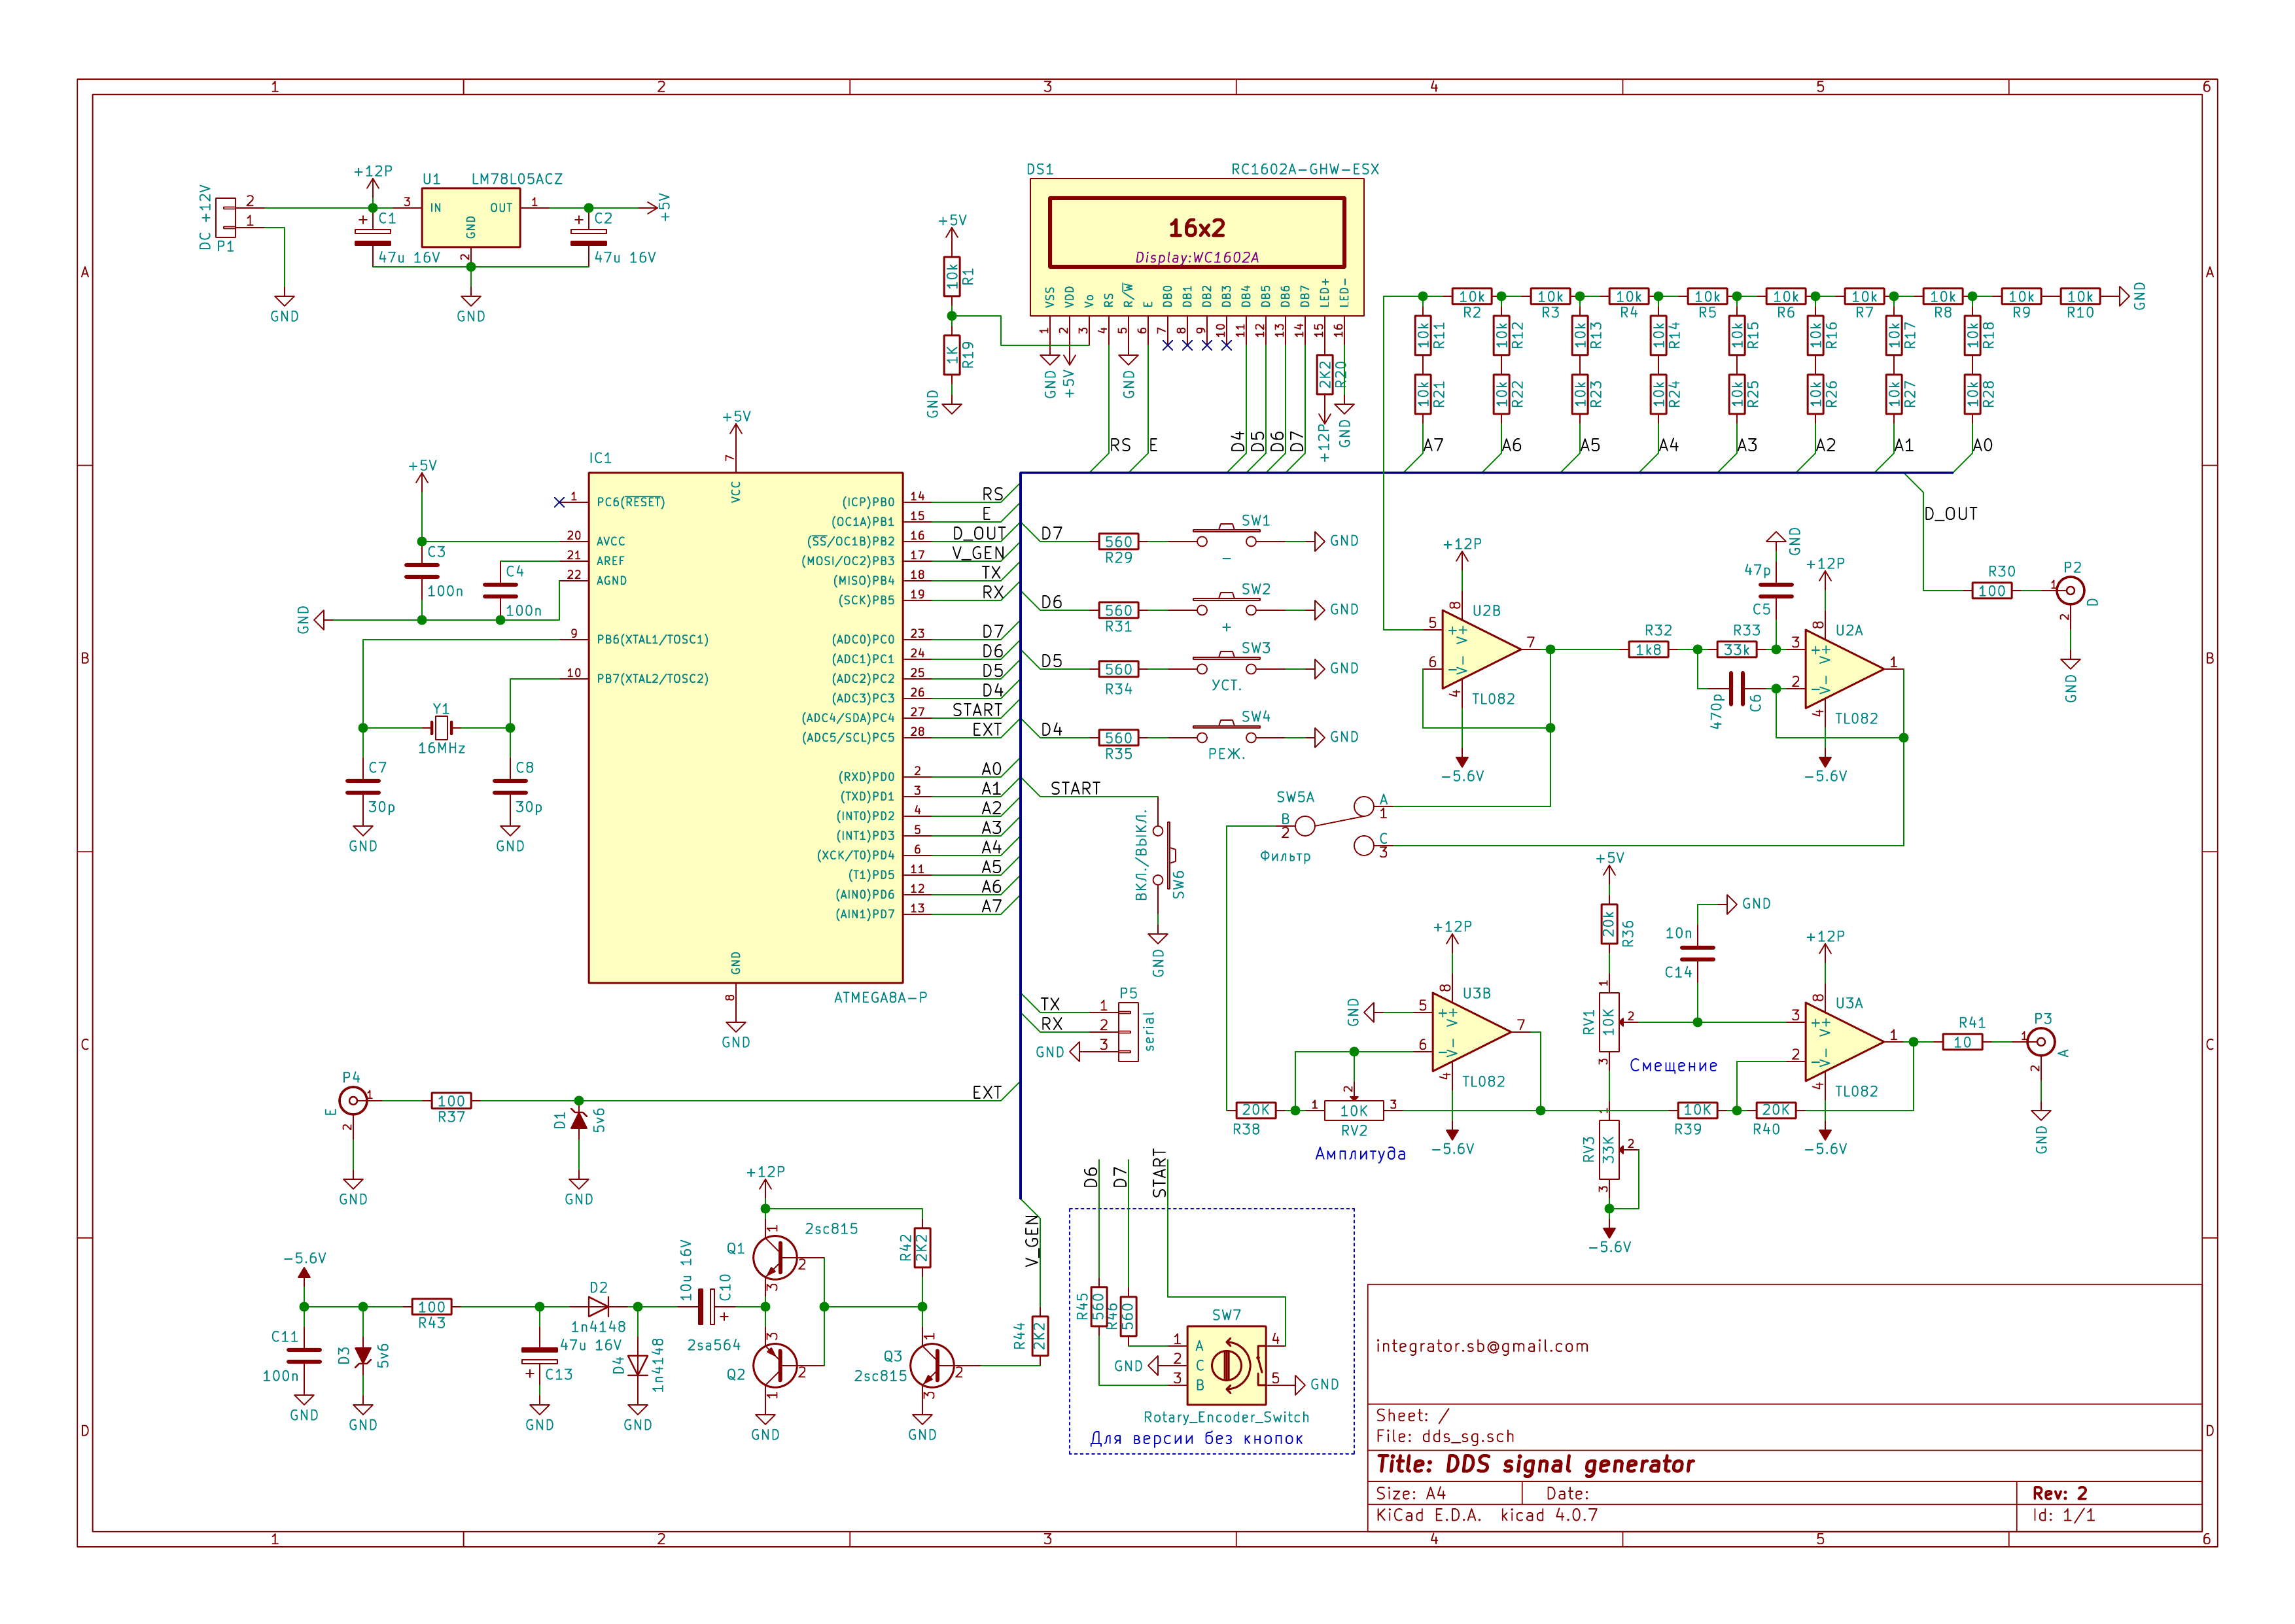 1 2 3 4 5 6
A
B
C
D
DC +12V
P1
2
1
GND
+12P
C1
47u 16V
U1 LM78L05ACZ
3 IN OUT 1
GND
2
GND
C2
47u 16V
+5V
+5V
10k R1
1K R19
GND
DS1 RC1602A-GHW-ESX
16x2
Display:WC1602A
VSS VDD Vo RS R/W E DB0 DB1 DB2 DB3 DB4 DB5 DB6 DB7 LED+ LED-
1 2 3 4 5 6 7 8 9 10 11 12 13 14 15 16
GND +5V GND 2K2 R20 +12P GND
RS E D4 D5 D6 D7
10k 10k 10k 10k 10k 10k 10k 10k 10k GND
R2 R3 R4 R5 R6 R7 R8 R9 R10
10k R11 10k R12 10k R13 10k R14 10k R15 10k R16 10k R17 10k R18
10k R21 10k R22 10k R23 10k R24 10k R25 10k R26 10k R27 10k R28
A7 A6 A5 A4 A3 A2 A1 A0
D_OUT
+5V
7
VCC
IC1
1 PC6(RESET)
20 AVCC
21 AREF
22 AGND
9 PB6(XTAL1/TOSC1)
10 PB7(XTAL2/TOSC2)
(ICP)PB0 14 RS
(OC1A)PB1 15 E
(SS/OC1B)PB2 16 D_OUT
(MOSI/OC2)PB3 17 V_GEN
(MISO)PB4 18 TX
(SCK)PB5 19 RX
(ADC0)PC0 23 D7
(ADC1)PC1 24 D6
(ADC2)PC2 25 D5
(ADC3)PC3 26 D4
(ADC4/SDA)PC4 27 START
(ADC5/SCL)PC5 28 EXT
(RXD)PD0 2 A0
(TXD)PD1 3 A1
(INT0)PD2 4 A2
(INT1)PD3 5 A3
(XCK/T0)PD4 6 A4
(T1)PD5 11 A5
(AIN0)PD6 12 A6
(AIN1)PD7 13 A7
GND
8
GND
ATMEGA8A-P
+5V
C3
100n
C4
100n
GND
Y1
16MHz
C7
30p
GND
C8
30p
GND
D7 560 R29 SW1 - GND
D6 560 R31 SW2 + GND
D5 560 R34 SW3 УСТ. GND
D4 560 R35 SW4 РЕЖ. GND
START
ВКЛ./ВЫКЛ.
SW6
GND
TX 1 P5
RX 2 serial
GND 3
+12P
8
5 + V+ U2B
6 - V- 7
4 TL082
-5.6V
R32
1k8
R33
33k
GND
47p
C5
470p C6
+12P
8
3 + V+ U2A
2 - V- 1
4 TL082
-5.6V
R30
100
P2
1
2
D
GND
SW5A
A
1
B
2
C
3
Фильтр
+12P
8
GND 5 + V+ U3B
6 - V- 7
4 TL082
-5.6V
20K
R38
1 2 3
10K
RV2
Амплитуда
+5V
20k R36
1
RV1 10K 2
3
Смещение
10n
C14
GND
1
RV3 33K 2
3
-5.6V
10K
R39
20K
R40
+12P
8
3 + V+ U3A
2 - V- 1
4 TL082
-5.6V
R41
10
P3
1
2
A
GND
P4
1
2
E
GND
100
R37
D1 5v6
GND
EXT
-5.6V
C11
100n
GND
D3 5v6
GND
100
R43
D2
1n4148
47u 16V
C13
GND
D4 1n4148
GND
10u 16V C10
+12P
2sc815
Q1
1 2 3
2sa564
Q2
3 2 1
GND
R42 2K2
Q3
2sc815
1 2 3
GND
R44 2K2
V_GEN
D6 D7 START
R45 560
R46 560
SW7
1 A 4
GND 2 C
3 B 5 GND
Rotary_Encoder_Switch
Для версии без кнопок
integrator.sb@gmail.com
Sheet: /
File: dds_sg.sch
Title: DDS signal generator
Size: A4 Date: Rev: 2
KiCad E.D.A. kicad 4.0.7 Id: 1/1
A
B
C
D
1 2 3 4 5 6